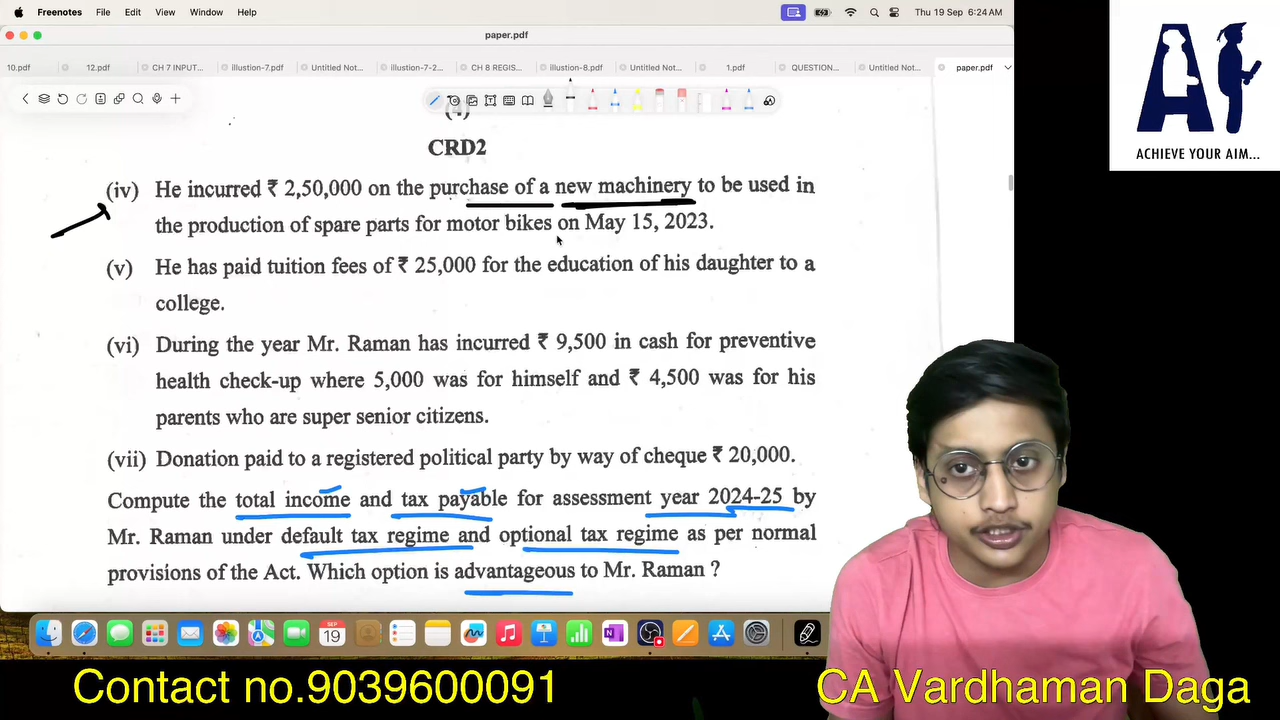 Freenotes File Edit View Window Help Thu 19 Sep 6:24 AM
paper.pdf
10.pdf 12.pdf CH 7 INPUT... illustion-7.pdf Untitled Not... illustion-7-2... CH 8 REGIS... illustion-8.pdf Untitled Not... 1.pdf QUESTION... Untitled Not... paper.pdf
CRD2
(iv) He incurred ₹ 2,50,000 on the purchase of a new machinery to be used in
the production of spare parts for motor bikes on May 15, 2023.
(v) He has paid tuition fees of ₹ 25,000 for the education of his daughter to a
college.
(vi) During the year Mr. Raman has incurred ₹ 9,500 in cash for preventive
health check-up where 5,000 was for himself and ₹ 4,500 was for his
parents who are super senior citizens.
(vii) Donation paid to a registered political party by way of cheque ₹ 20,000.
Compute the total income and tax payable for assessment year 2024-25 by
Mr. Raman under default tax regime and optional tax regime as per normal
provisions of the Act. Which option is advantageous to Mr. Raman ?
SEP
19
ACHIEVE YOUR AIM...
Contact no.9039600091
CA Vardhaman Daga